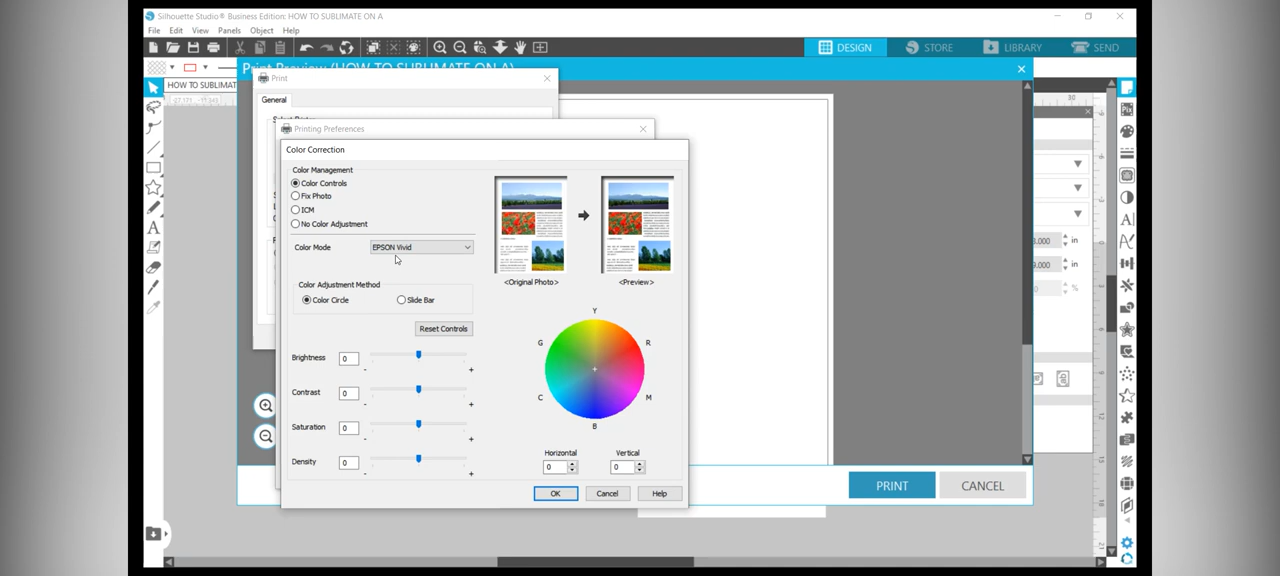 Silhouette Studio® Business Edition: HOW TO SUBLIMATE ON A
File Edit View Panels Object Help
DESIGN STORE LIBRARY SEND
HOW TO SUBLIMAT
Print Preview (HOW TO SUBLIMATE ON A)
Print
General
Printing Preferences
Color Correction
Color Management
Color Controls
Fix Photo
ICM
No Color Adjustment
Color Mode EPSON Vivid
Color Adjustment Method
Color Circle Slide Bar
Reset Controls
Brightness 0
- +
Contrast 0
- +
Saturation 0
- +
Density 0
- +
<Original Photo> <Preview>
Y
G R
C M
B
Horizontal Vertical
0 0
OK Cancel Help
PRINT CANCEL
in
in